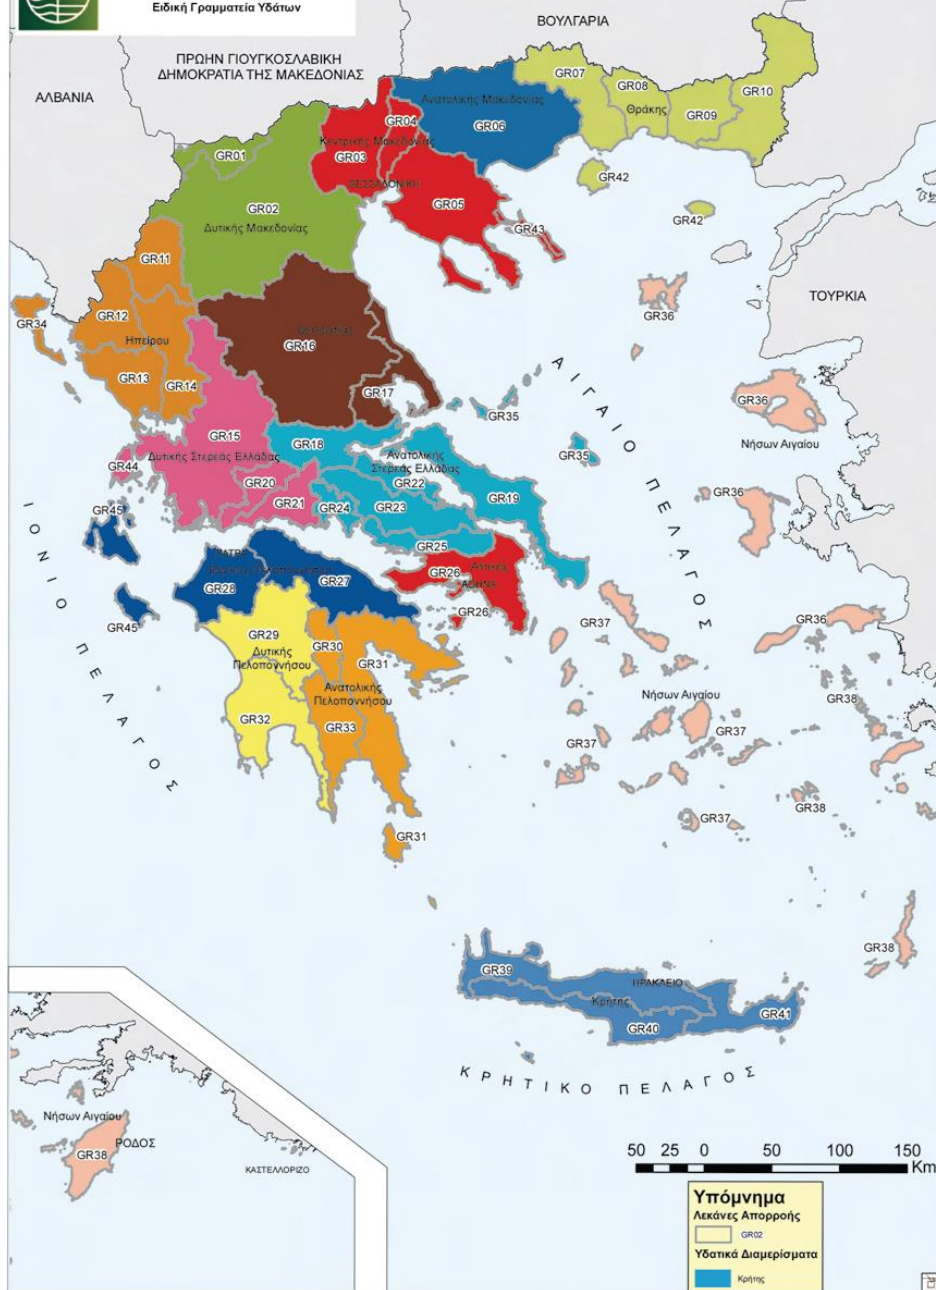 Ειδική Γραμματεία Υδάτων
ΒΟΥΛΓΑΡΙΑ
ΠΡΩΗΝ ΓΙΟΥΓΚΟΣΛΑΒΙΚΗ
ΔΗΜΟΚΡΑΤΙΑ ΤΗΣ ΜΑΚΕΔΟΝΙΑΣ
ΑΛΒΑΝΙΑ
GR07
GR08
GR10
Ανατολικής Μακεδονίας
Θράκης
GR09
GR04
GR06
Κεντρικής Μακεδονίας
GR01
GR03
GR42
ΘΕΣΣΑΛΟΝΙΚΗ
GR02
GR05
GR42
Δυτικής Μακεδονίας
GR43
GR11
ΤΟΥΡΚΙΑ
GR36
GR12
GR34
Ηπείρου
GR16
GR13
GR14
GR17
GR36
GR35
ΑΙΓΑΙΟ ΠΕΛΑΓΟΣ
GR15
GR18
Νήσων Αιγαίου
GR44
Δυτικής Στερεάς Ελλάδας
Ανατολικής
Στερεάς Ελλάδας
GR35
GR20
GR22
GR36
GR21
GR24
GR23
GR19
GR45
GR25
ΙΟΝΙΟ ΠΕΛΑΓΟΣ
GR26
Αττικής
ΑΘΗΝΑ
GR28
GR27
GR45
GR26
GR37
GR36
GR29
Δυτικής
Πελοποννήσου
GR30
GR31
Ανατολικής
Πελοποννήσου
Νήσων Αιγαίου
GR38
GR32
GR33
GR37
GR37
GR38
GR37
GR31
GR38
GR39
ΗΡΑΚΛΕΙΟ
Κρήτης
GR41
GR40
ΚΡΗΤΙΚΟ ΠΕΛΑΓΟΣ
Νήσων Αιγαίου
ΡΟΔΟΣ
GR38
ΚΑΣΤΕΛΛΟΡΙΖΟ
50 25 0 50 100 150
Km
Υπόμνημα
Λεκάνες Απορροής
GR02
Υδατικά Διαμερίσματα
Κρήτης